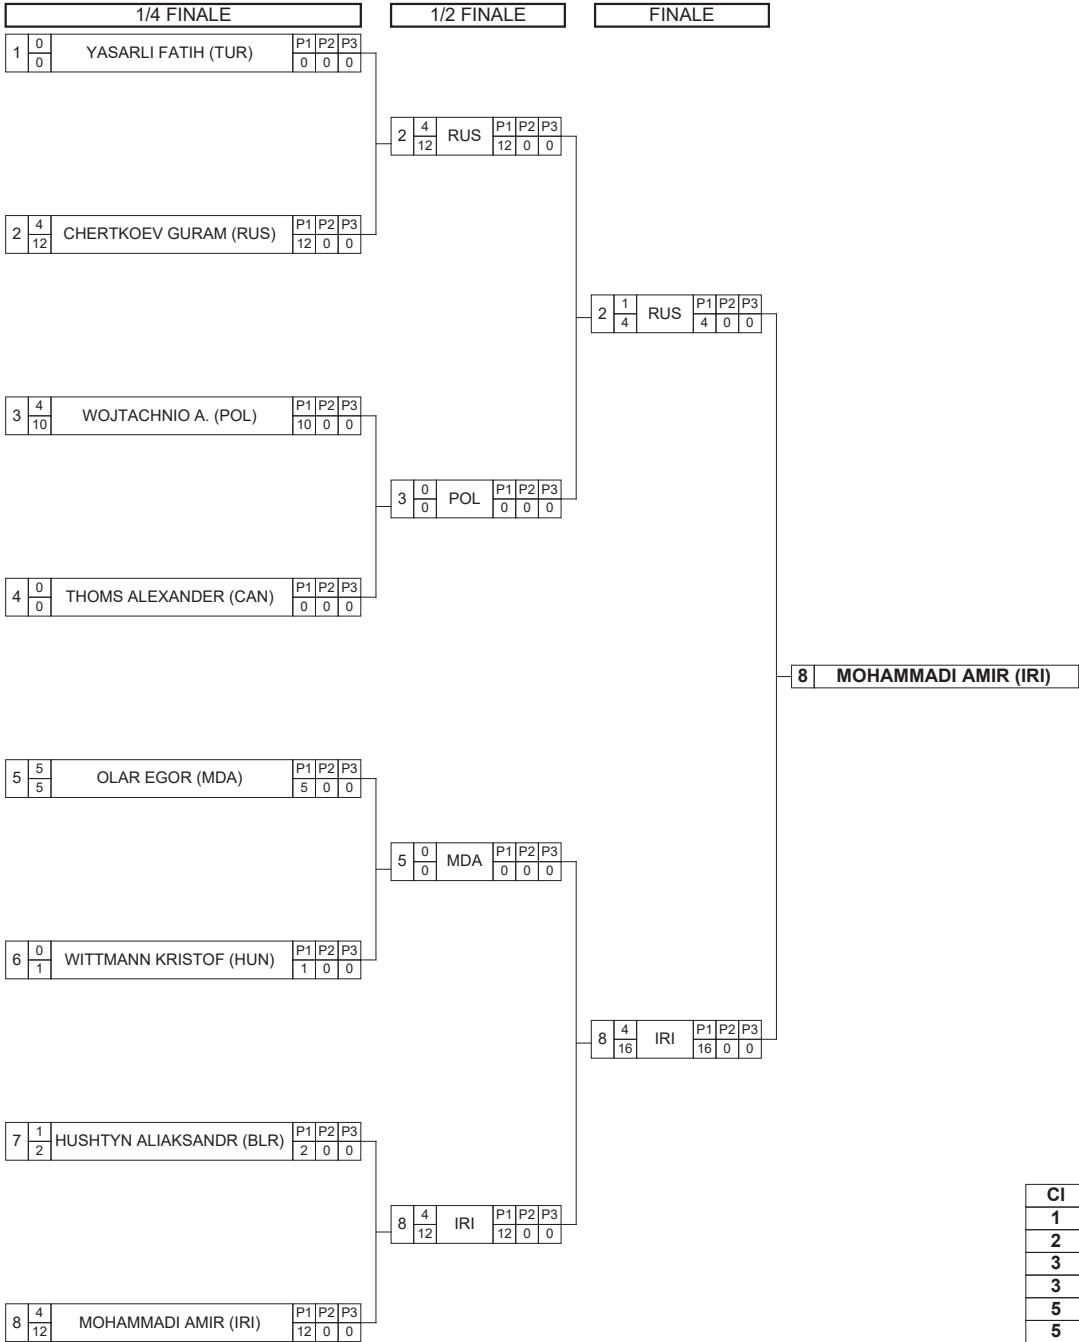 1/4 FINALE 1/2 FINALE FINALE
1 0 0 YASARLI FATIH (TUR) P1 P2 P3 0 0 0
2 4 12 RUS P1 P2 P3 12 0 0
2 4 12 CHERTKOEV GURAM (RUS) P1 P2 P3 12 0 0
2 1 4 RUS P1 P2 P3 4 0 0
3 4 10 WOJTACHNIO A. (POL) P1 P2 P3 10 0 0
3 0 0 POL P1 P2 P3 0 0 0
4 0 0 THOMS ALEXANDER (CAN) P1 P2 P3 0 0 0
8 MOHAMMADI AMIR (IRI)
5 5 5 OLAR EGOR (MDA) P1 P2 P3 5 0 0
5 0 0 MDA P1 P2 P3 0 0 0
6 0 1 WITTMANN KRISTOF (HUN) P1 P2 P3 1 0 0
8 4 16 IRI P1 P2 P3 16 0 0
7 1 2 HUSHTYN ALIAKSANDR (BLR) P1 P2 P3 2 0 0
8 4 12 IRI P1 P2 P3 12 0 0
8 4 12 MOHAMMADI AMIR (IRI) P1 P2 P3 12 0 0
Cl
1
2
3
3
5
5